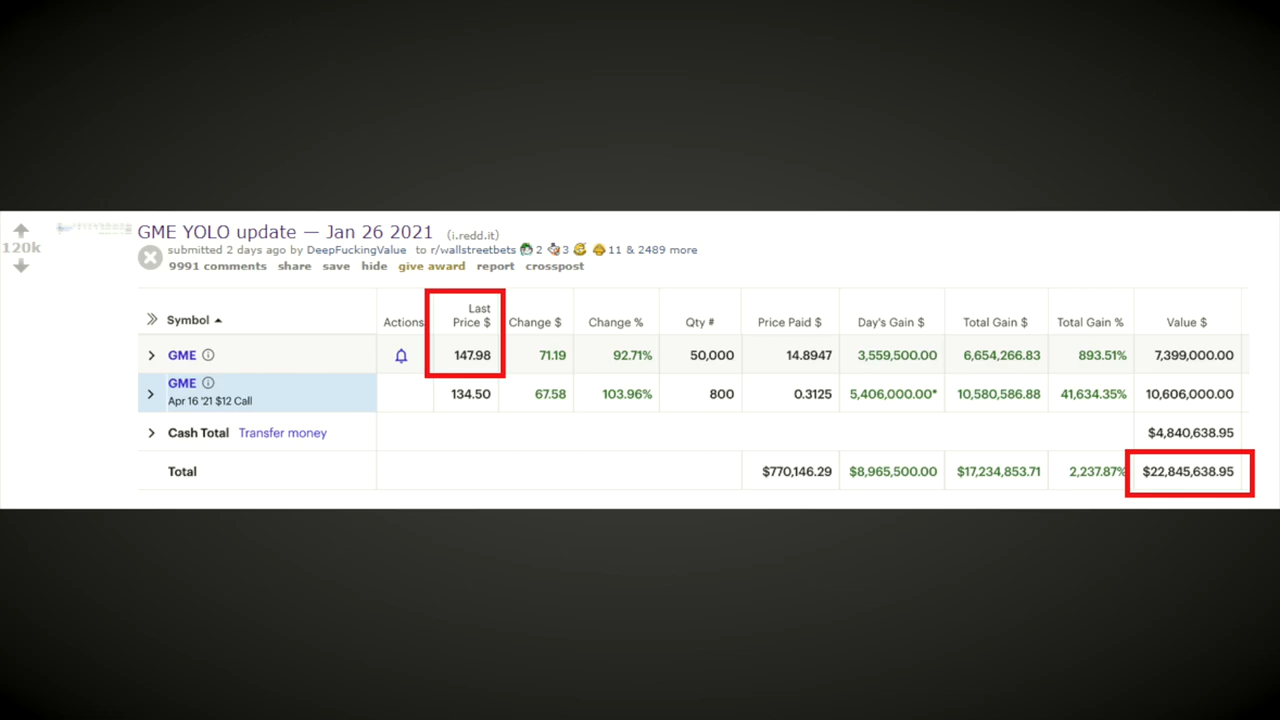 GME YOLO update — Jan 26 2021 (i.redd.it)
120k
submitted 2 days ago by DeepFuckingValue to r/wallstreetbets 2 3 11 & 2489 more
9991 comments share save hide give award report crosspost
Symbol Actions Last Price $ Change $ Change % Qty # Price Paid $ Day's Gain $ Total Gain $ Total Gain % Value $
GME 147.98 71.19 92.71% 50,000 14.8947 3,559,500.00 6,654,266.83 893.51% 7,399,000.00
GME
Apr 16 '21 $12 Call 134.50 67.58 103.96% 800 0.3125 5,406,000.00* 10,580,586.88 41,634.35% 10,606,000.00
Cash Total Transfer money $4,840,638.95
Total $770,146.29 $8,965,500.00 $17,234,853.71 2,237.87% $22,845,638.95